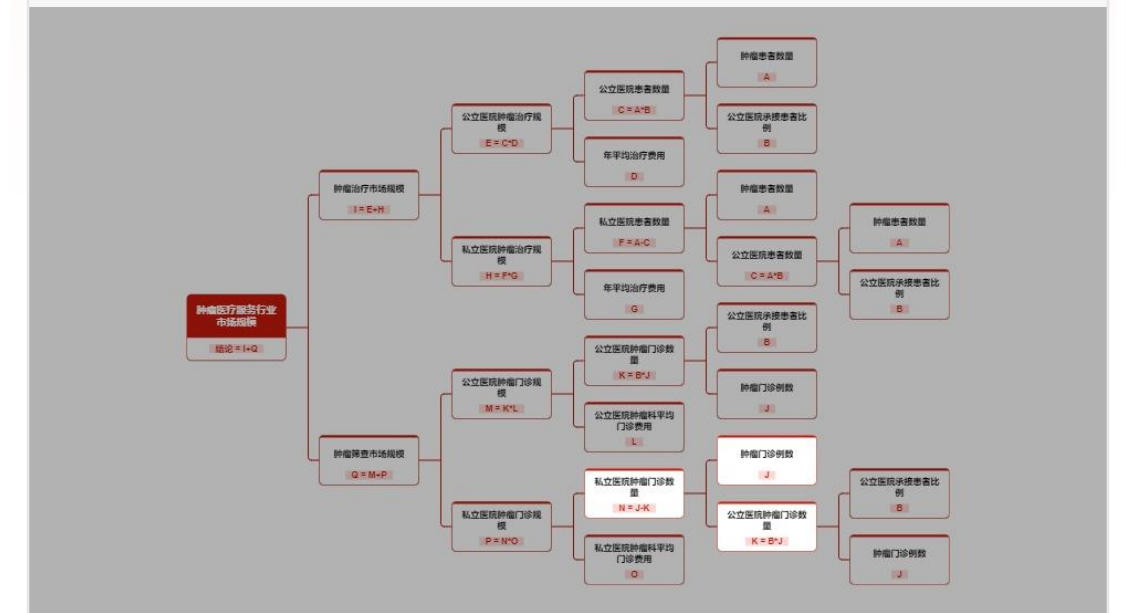 肿瘤患者数量
A
公立医院患者数量
C = A*B
公立医院肿瘤治疗规
模
E = C*D
公立医院承接患者比
例
B
年平均治疗费用
D
肿瘤治疗市场规模
I = E+H
肿瘤患者数量
A
私立医院患者数量
F = A-C
肿瘤患者数量
A
私立医院肿瘤治疗规
模
H = F*G
公立医院患者数量
C = A*B
年平均治疗费用
G
公立医院承接患者比
例
B
肿瘤医疗服务行业
市场规模
结论 = I+Q
公立医院承接患者比
例
B
公立医院肿瘤门诊数
量
K = B*J
公立医院肿瘤门诊规
模
M = K*L
肿瘤门诊例数
J
公立医院肿瘤科平均
门诊费用
L
肿瘤筛查市场规模
Q = M+P
肿瘤门诊例数
J
私立医院肿瘤门诊数
量
N = J-K
公立医院承接患者比
例
B
私立医院肿瘤门诊规
模
P = N*O
公立医院肿瘤门诊数
量
K = B*J
私立医院肿瘤科平均
门诊费用
O
肿瘤门诊例数
J